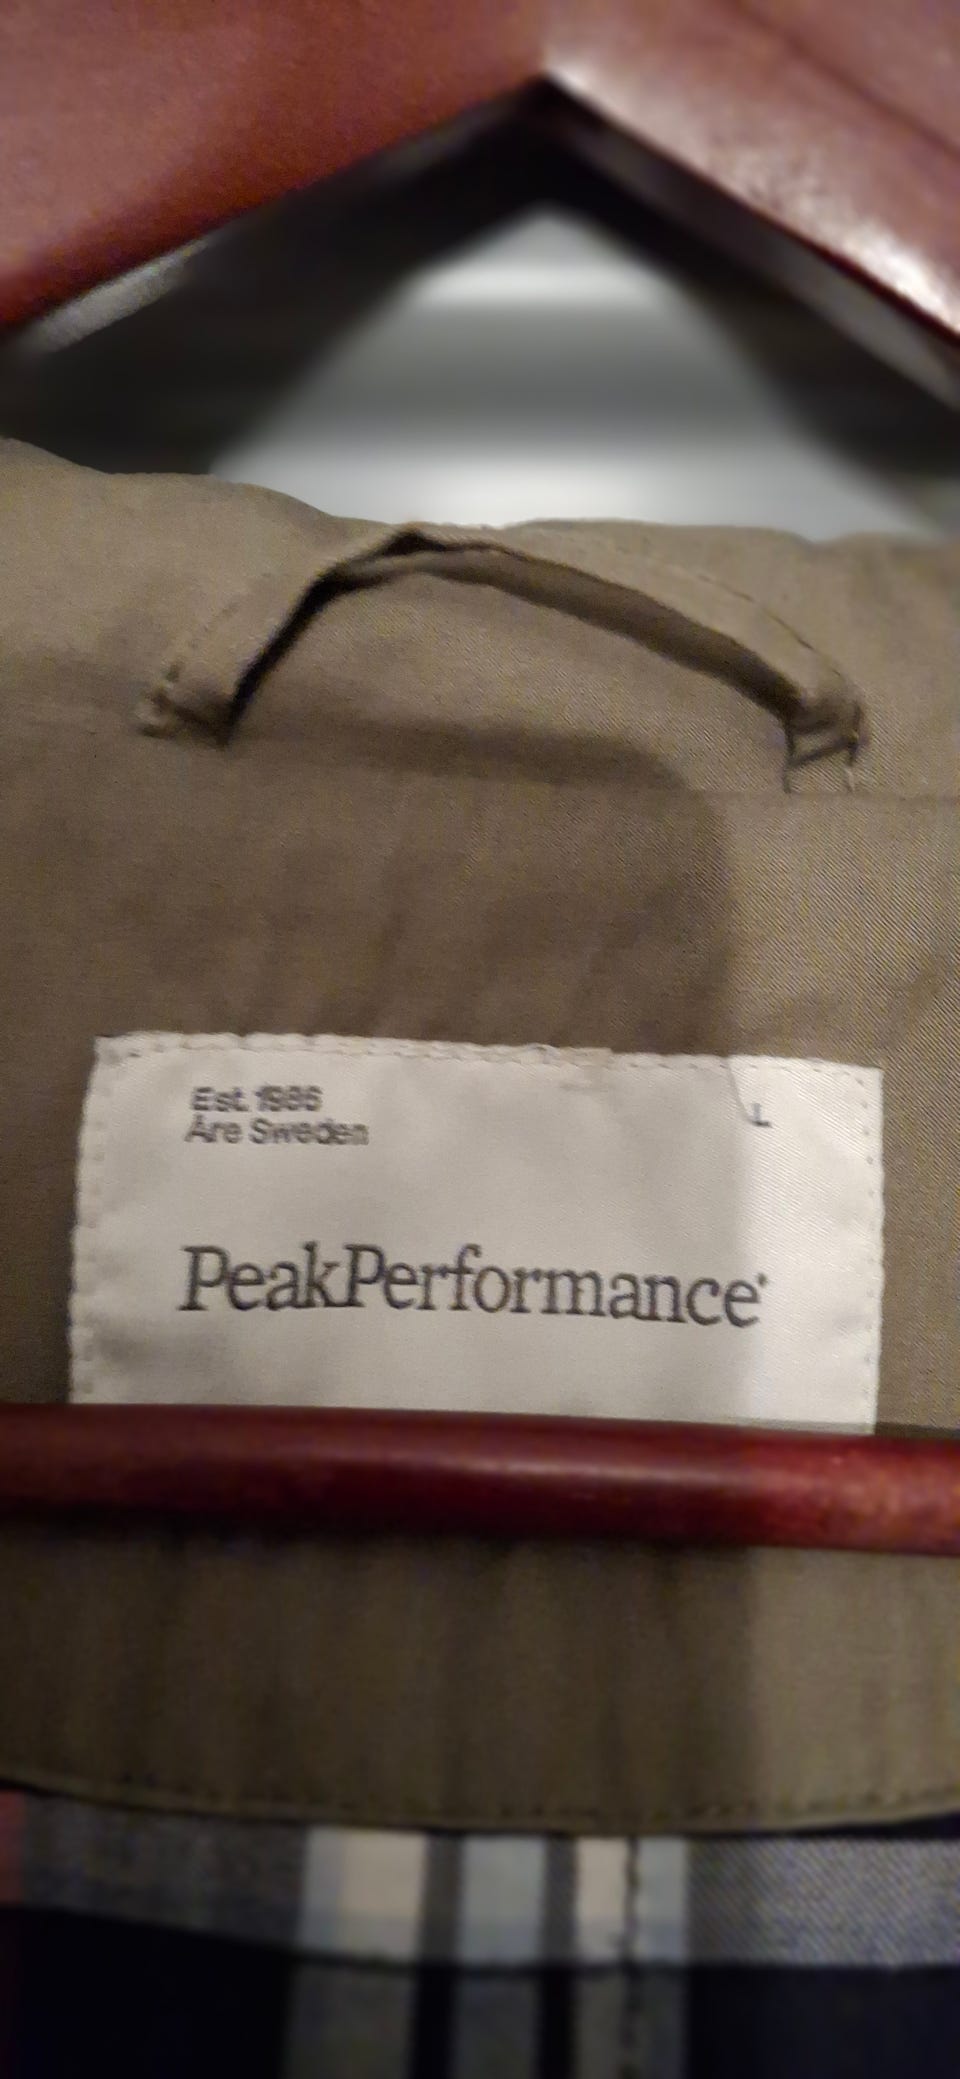 Est. 1986
Åre Sweden
L
PeakPerformance®